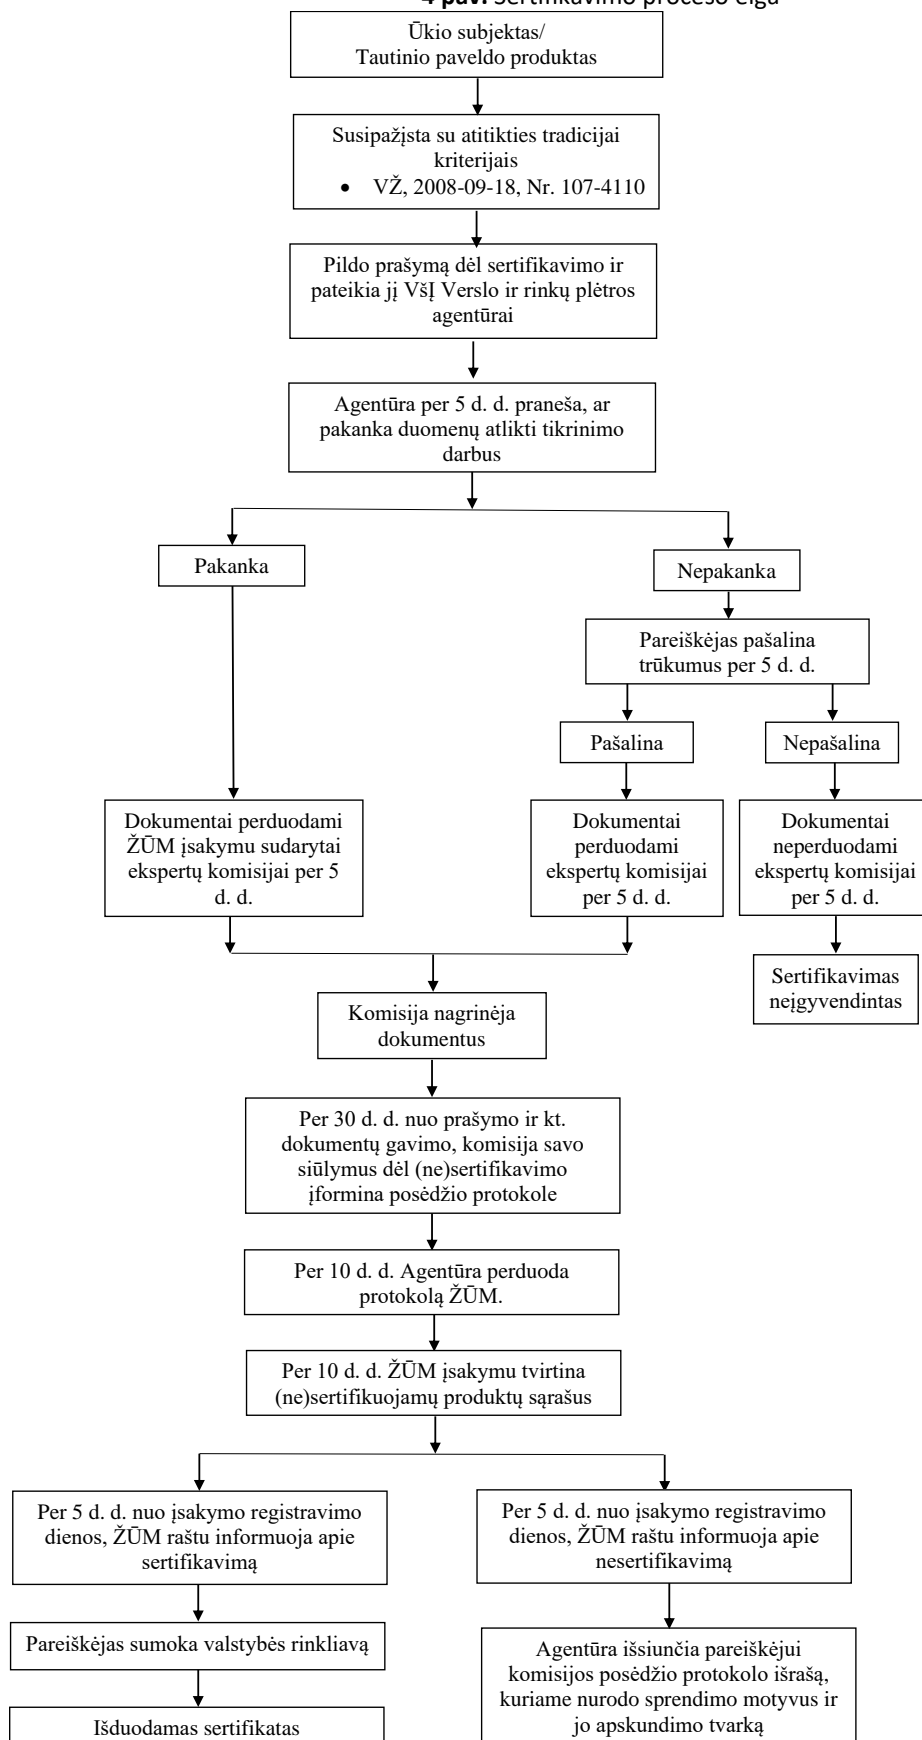 4 pav. Sertifikavimo proceso eiga
Ūkio subjektas/
Tautinio paveldo produktas
Susipažįsta su atitikties tradicijai
kriterijais
• VŽ, 2008-09-18, Nr. 107-4110
Pildo prašymą dėl sertifikavimo ir
pateikia jį VšĮ Verslo ir rinkų plėtros
agentūrai
Agentūra per 5 d. d. praneša, ar
pakanka duomenų atlikti tikrinimo
darbus
Pakanka
Nepakanka
Pareiškėjas pašalina
trūkumus per 5 d. d.
Pašalina
Nepašalina
Dokumentai perduodami
ŽŪM įsakymu sudarytai
ekspertų komisijai per 5
d. d.
Dokumentai
perduodami
ekspertų komisijai
per 5 d. d.
Dokumentai
neperduodami
ekspertų komisijai
per 5 d. d.
Sertifikavimas
neįgyvendintas
Komisija nagrinėja
dokumentus
Per 30 d. d. nuo prašymo ir kt.
dokumentų gavimo, komisija savo
siūlymus dėl (ne)sertifikavimo
įformina posėdžio protokole
Per 10 d. d. Agentūra perduoda
protokolą ŽŪM.
Per 10 d. d. ŽŪM įsakymu tvirtina
(ne)sertifikuojamų produktų sąrašus
Per 5 d. d. nuo įsakymo registravimo
dienos, ŽŪM raštu informuoja apie
sertifikavimą
Per 5 d. d. nuo įsakymo registravimo
dienos, ŽŪM raštu informuoja apie
nesertifikavimą
Pareiškėjas sumoka valstybės rinkliavą
Agentūra išsiunčia pareiškėjui
komisijos posėdžio protokolo išrašą,
kuriame nurodo sprendimo motyvus ir
jo apskundimo tvarką
Išduodamas sertifikatas